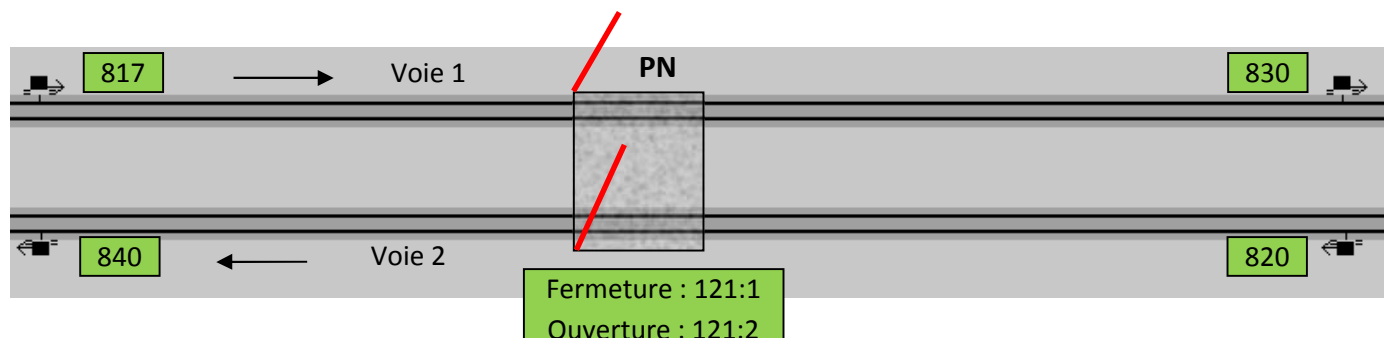 817 Voie 1 PN 830
840 Voie 2 820
Fermeture : 121:1
Ouverture : 121:2